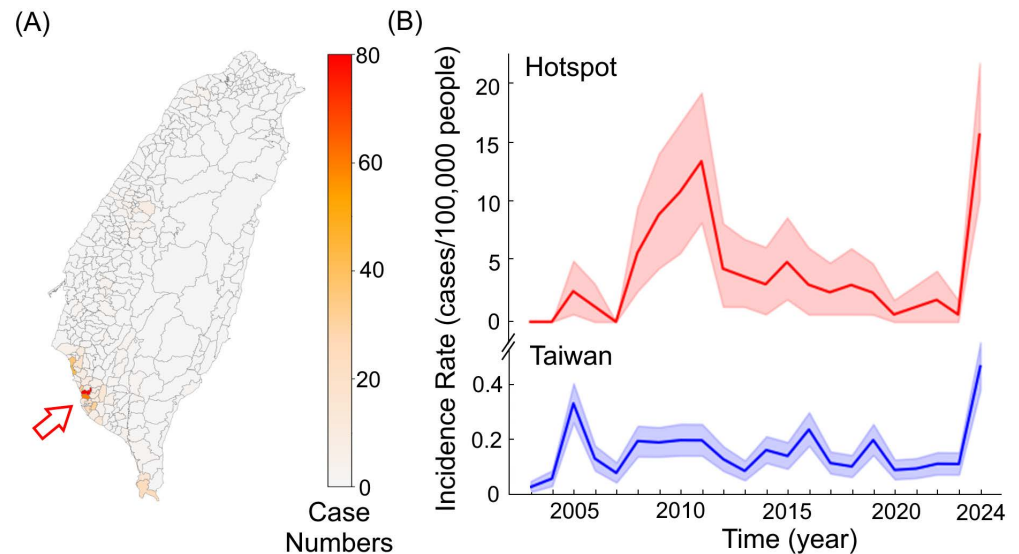 (A)
80
60
40
20
0
Case
Numbers
(B)
Incidence Rate (cases/100,000 people)
Hotspot
20
15
10
5
0
Taiwan
0.4
0.2
0
2005
2010
2015
2020
2024
Time (year)